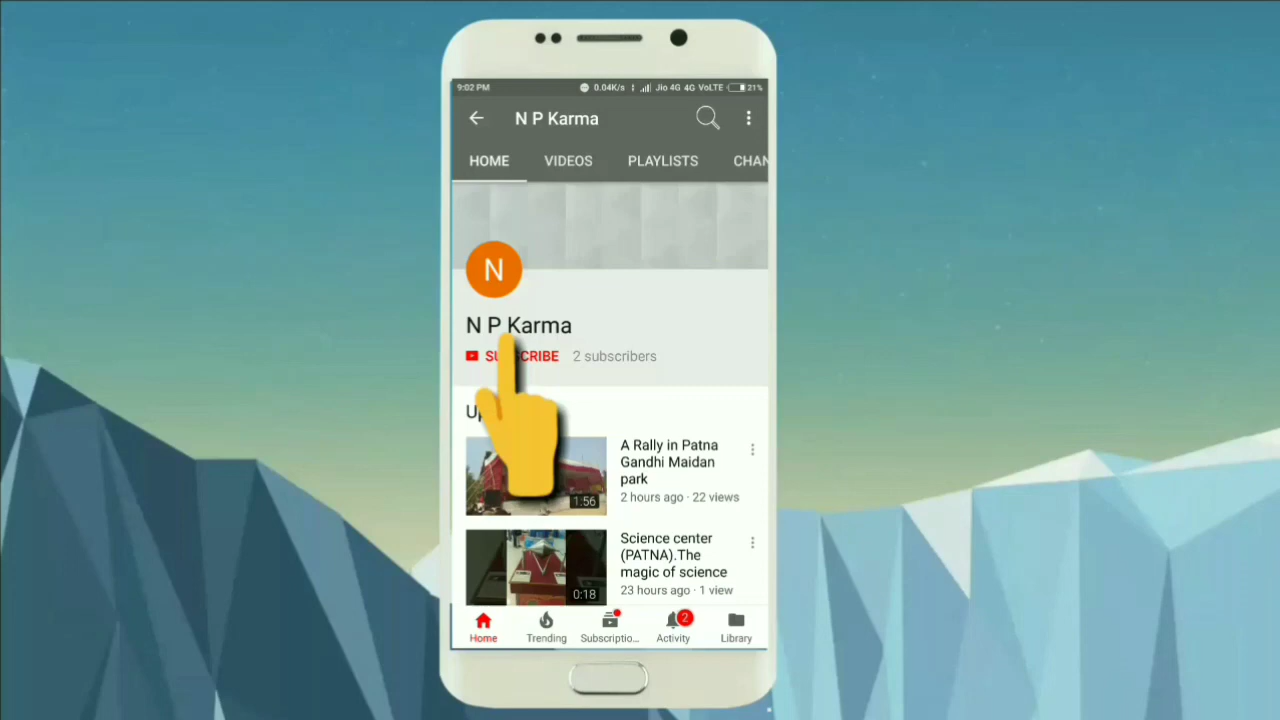 9:02 PM 0.04K/s Jio 4G 4G VoLTE 21%
N P Karma
HOME VIDEOS PLAYLISTS CHAN
N
N P Karma
SUBSCRIBE 2 subscribers
Up
A Rally in Patna
Gandhi Maidan
park
2 hours ago · 22 views
1:56
Science center
(PATNA).The
magic of science
23 hours ago · 1 view
0:18
2
Home Trending Subscriptio... Activity Library